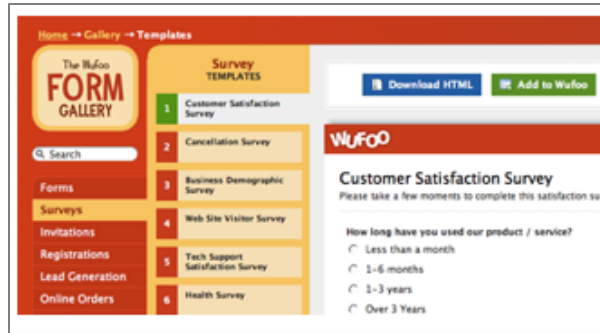 Home → Gallery → Templates
The Wufoo
FORM
GALLERY
Search
Forms
Surveys
Invitations
Registrations
Lead Generation
Online Orders
Survey
TEMPLATES
1 Customer Satisfaction
Survey
2 Cancellation Survey
3 Business Demographic
Survey
4 Web Site Visitor Survey
5 Tech Support
Satisfaction Survey
6 Health Survey
Download HTML
Add to Wufoo
WUFOO
Customer Satisfaction Survey
Please take a few moments to complete this satisfaction su
How long have you used our product / service?
Less than a month
1-6 months
1-3 years
Over 3 Years